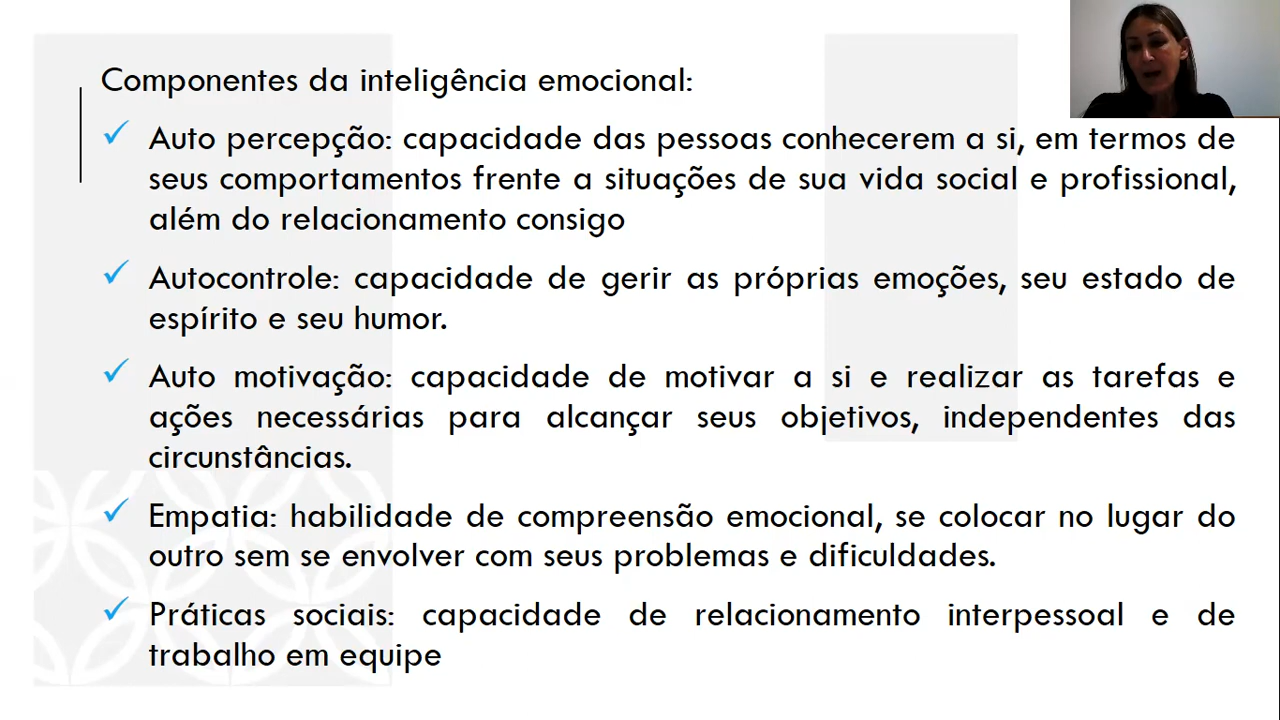 Componentes da inteligência emocional:
Auto percepção: capacidade das pessoas conhecerem a si, em termos de
seus comportamentos frente a situações de sua vida social e profissional,
além do relacionamento consigo
Autocontrole: capacidade de gerir as próprias emoções, seu estado de
espírito e seu humor.
Auto motivação: capacidade de motivar a si e realizar as tarefas e
ações necessárias para alcançar seus objetivos, independentes das
circunstâncias.
Empatia: habilidade de compreensão emocional, se colocar no lugar do
outro sem se envolver com seus problemas e dificuldades.
Práticas sociais: capacidade de relacionamento interpessoal e de
trabalho em equipe